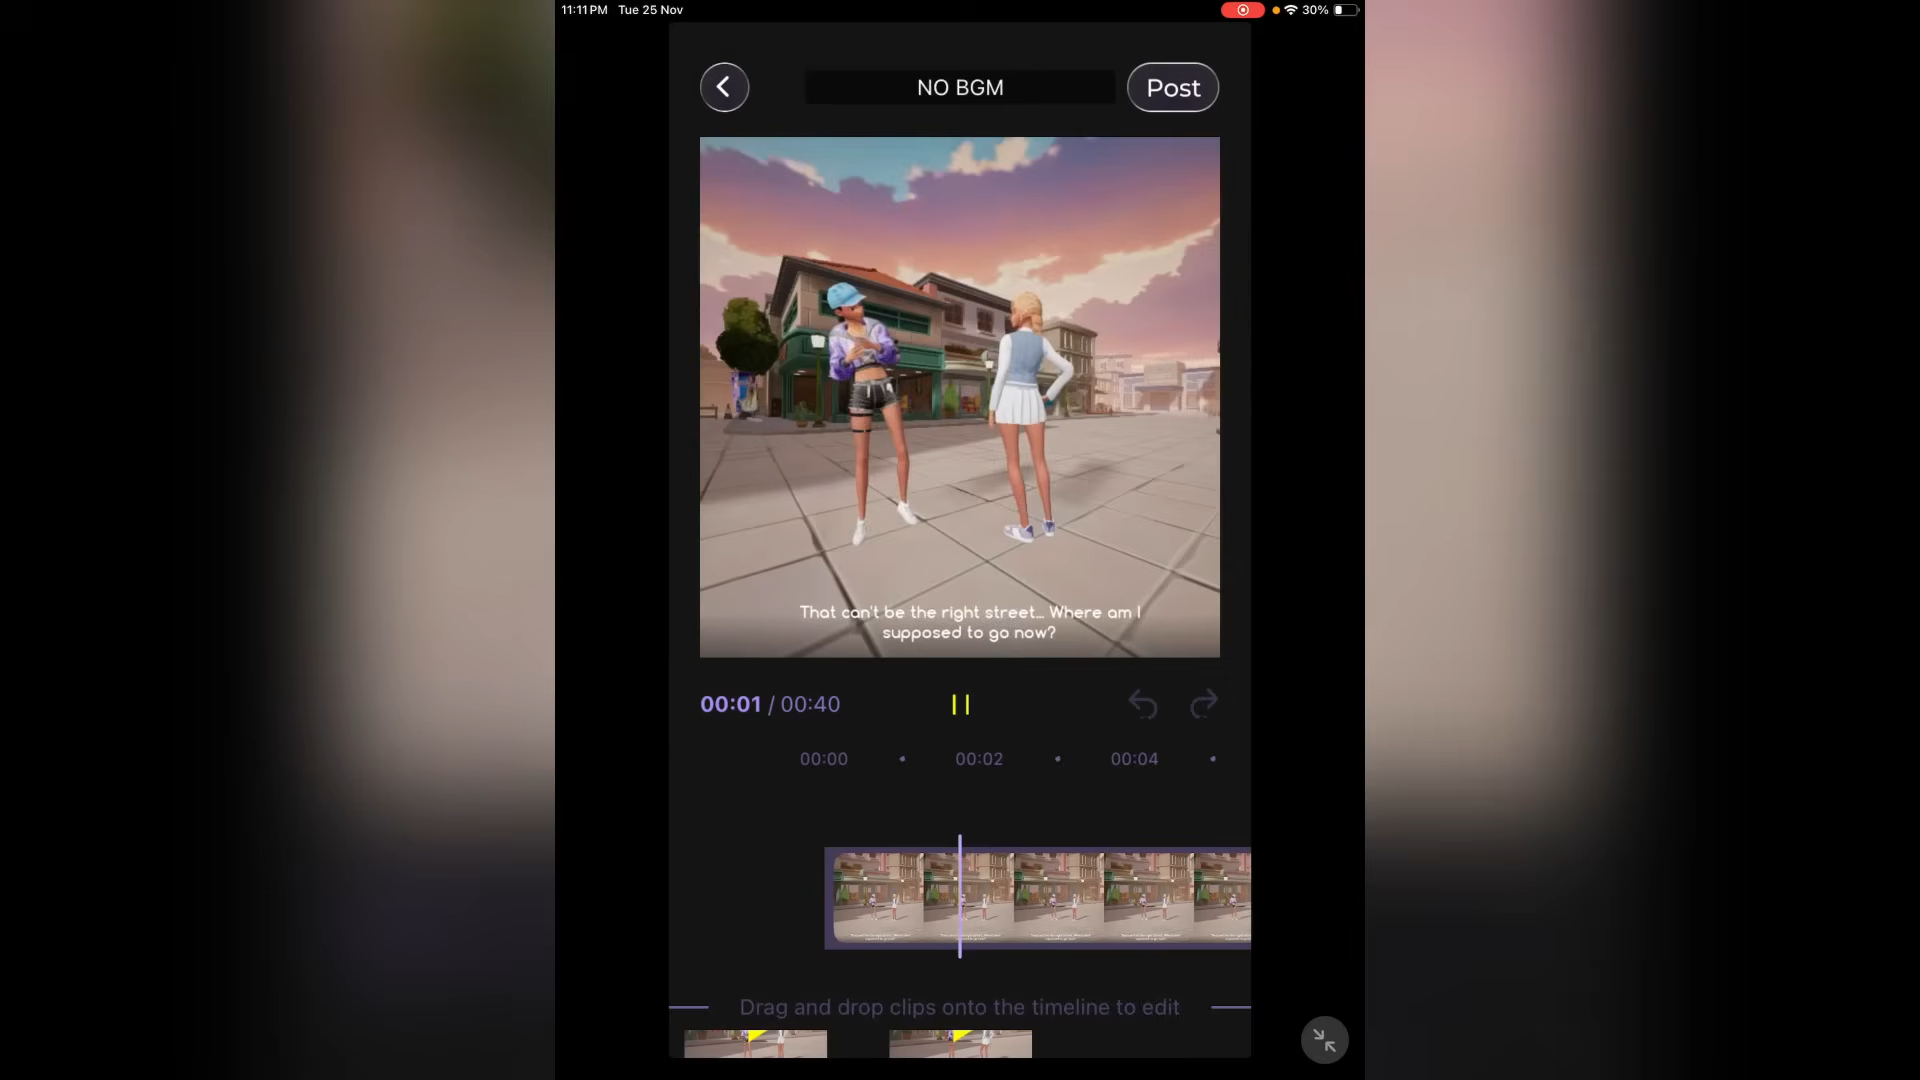 11:11 PM Tue 25 Nov
30%
NO BGM
Post
That can't be the right street... Where am I
supposed to go now?
00:01 / 00:40
00:00 00:02 00:04
Drag and drop clips onto the timeline to edit